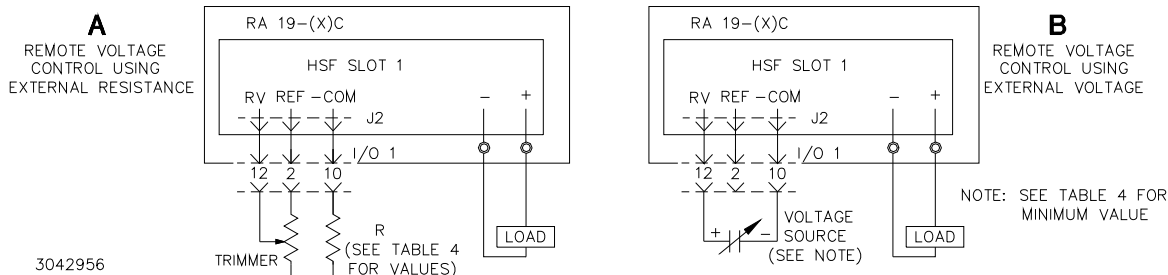 A
REMOTE VOLTAGE
CONTROL USING
EXTERNAL RESISTANCE
RA 19-(X)C
HSF SLOT 1
RV REF -COM - +
J2
I/O 1
12 2 10
TRIMMER
R
(SEE TABLE 4
FOR VALUES)
LOAD
3042956
RA 19-(X)C
HSF SLOT 1
RV REF -COM - +
J2
I/O 1
12 2 10
+ -
VOLTAGE
SOURCE
(SEE NOTE)
LOAD
B
REMOTE VOLTAGE
CONTROL USING
EXTERNAL VOLTAGE
NOTE: SEE TABLE 4 FOR
MINIMUM VALUE